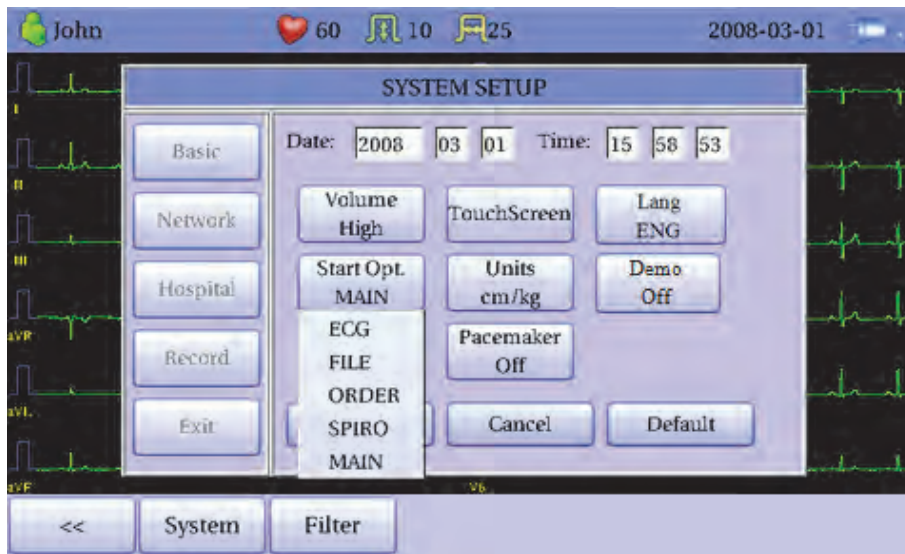 John 60 10 25 2008-03-01
SYSTEM SETUP
I
II
III
aVR
aVL
aVF
V6
Basic
Network
Hospital
Record
Exit
Date: 2008 03 01 Time: 15 58 53
Volume
High
TouchScreen
Lang
ENG
Start Opt.
MAIN
Units
cm/kg
Demo
Off
ECG
FILE
ORDER
SPIRO
MAIN
Pacemaker
Off
Cancel
Default
<< System Filter